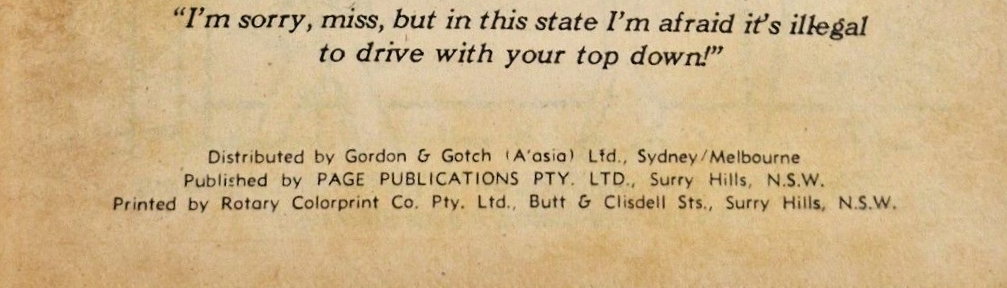 “I’m sorry, miss, but in this state I’m afraid it’s illegal
to drive with your top down!”
Distributed by Gordon & Gotch (A’asia) Ltd., Sydney/Melbourne
Published by PAGE PUBLICATIONS PTY. LTD., Surry Hills, N.S.W.
Printed by Rotary Colorprint Co. Pty. Ltd., Butt & Clisdell Sts., Surry Hills, N.S.W.